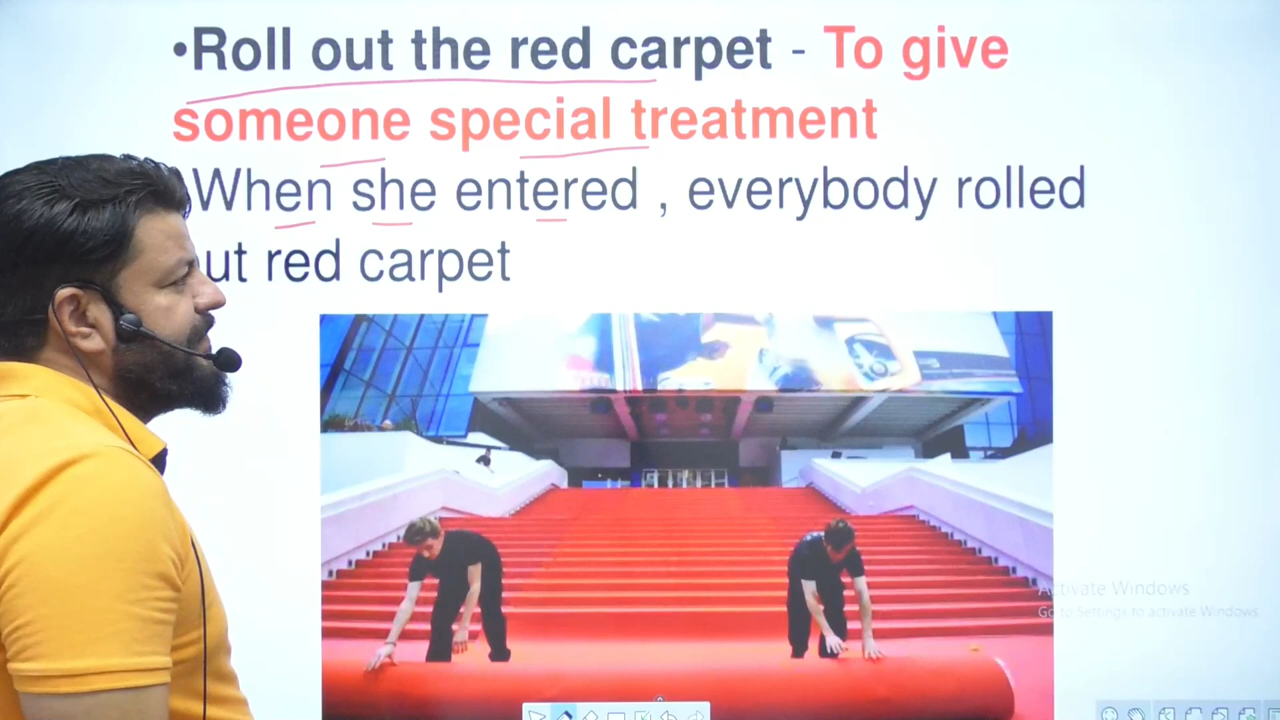 •Roll out the red carpet - To give
someone special treatment
When she entered , everybody rolled
red carpet
Activate Windows
Go to Settings to activate Windows.